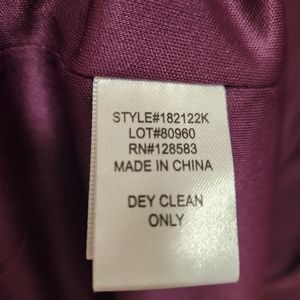 STYLE#182122K
LOT#80960
RN#128583
MADE IN CHINA
DEY CLEAN
ONLY